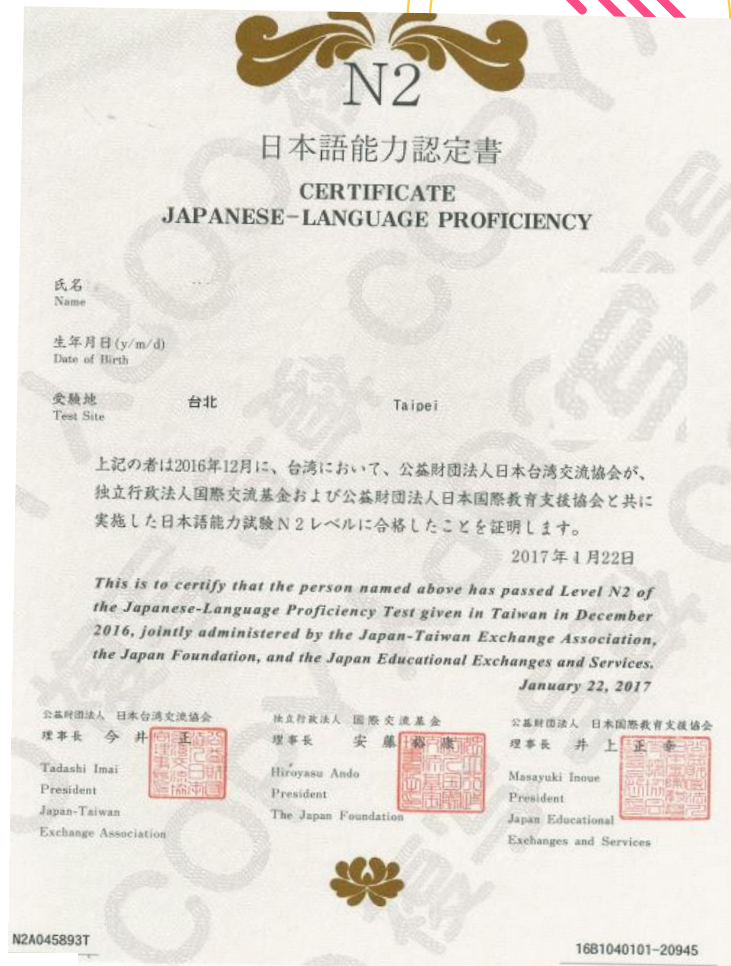 N2
日本語能力認定書
CERTIFICATE
JAPANESE-LANGUAGE PROFICIENCY
氏名
Name
生年月日(y/m/d)
Date of Birth
受験地 台北 Taipei
Test Site
上記の者は2016年12月に、台湾において、公益財団法人日本台湾交流協会が、
独立行政法人国際交流基金および公益財団法人日本国際教育支援協会と共に
実施した日本語能力試験N2レベルに合格したことを証明します。
2017年1月22日
This is to certify that the person named above has passed Level N2 of
the Japanese-Language Proficiency Test given in Taiwan in December
2016, jointly administered by the Japan-Taiwan Exchange Association,
the Japan Foundation, and the Japan Educational Exchanges and Services.
January 22, 2017
公益財団法人 日本台湾交流協会
理事長 今井 正
Tadashi Imai
President
Japan-Taiwan
Exchange Association
独立行政法人 国際交流基金
理事長 安藤 裕康
Hiroyasu Ando
President
The Japan Foundation
公益財団法人 日本国際教育支援協会
理事長 井上 正幸
Masayuki Inoue
President
Japan Educational
Exchanges and Services
N2A045893T
16B1040101-20945
COPY